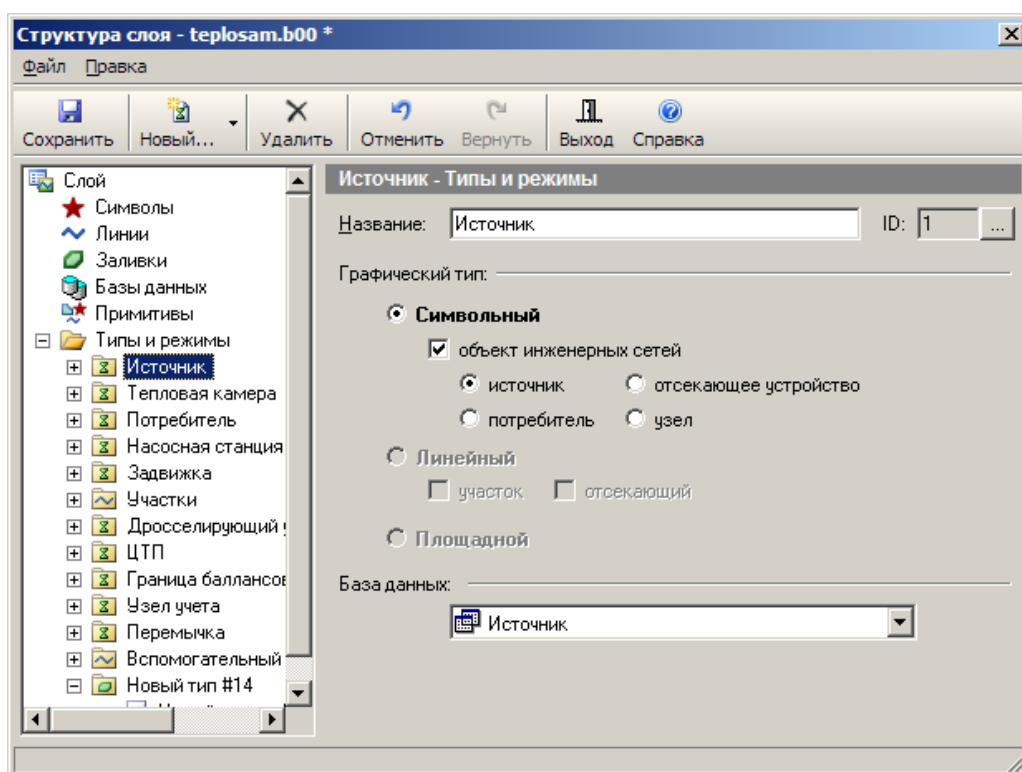 Структура слоя - teplosam.b00 *
Файл Правка
Сохранить Новый... Удалить Отменить Вернуть Выход Справка
Слой
Символы
Линии
Заливки
Базы данных
Примитивы
Типы и режимы
Источник
Тепловая камера
Потребитель
Насосная станция
Задвижка
Участки
Дросселирующий
ЦТП
Граница баллансов
Узел учета
Перемычка
Вспомогательный
Новый тип #14
Источник - Типы и режимы
Название: Источник ID: 1 ...
Графический тип:
Символьный
объект инженерных сетей
источник отсекающее устройство
потребитель узел
Линейный
участок отсекающий
Площадной
База данных:
Источник